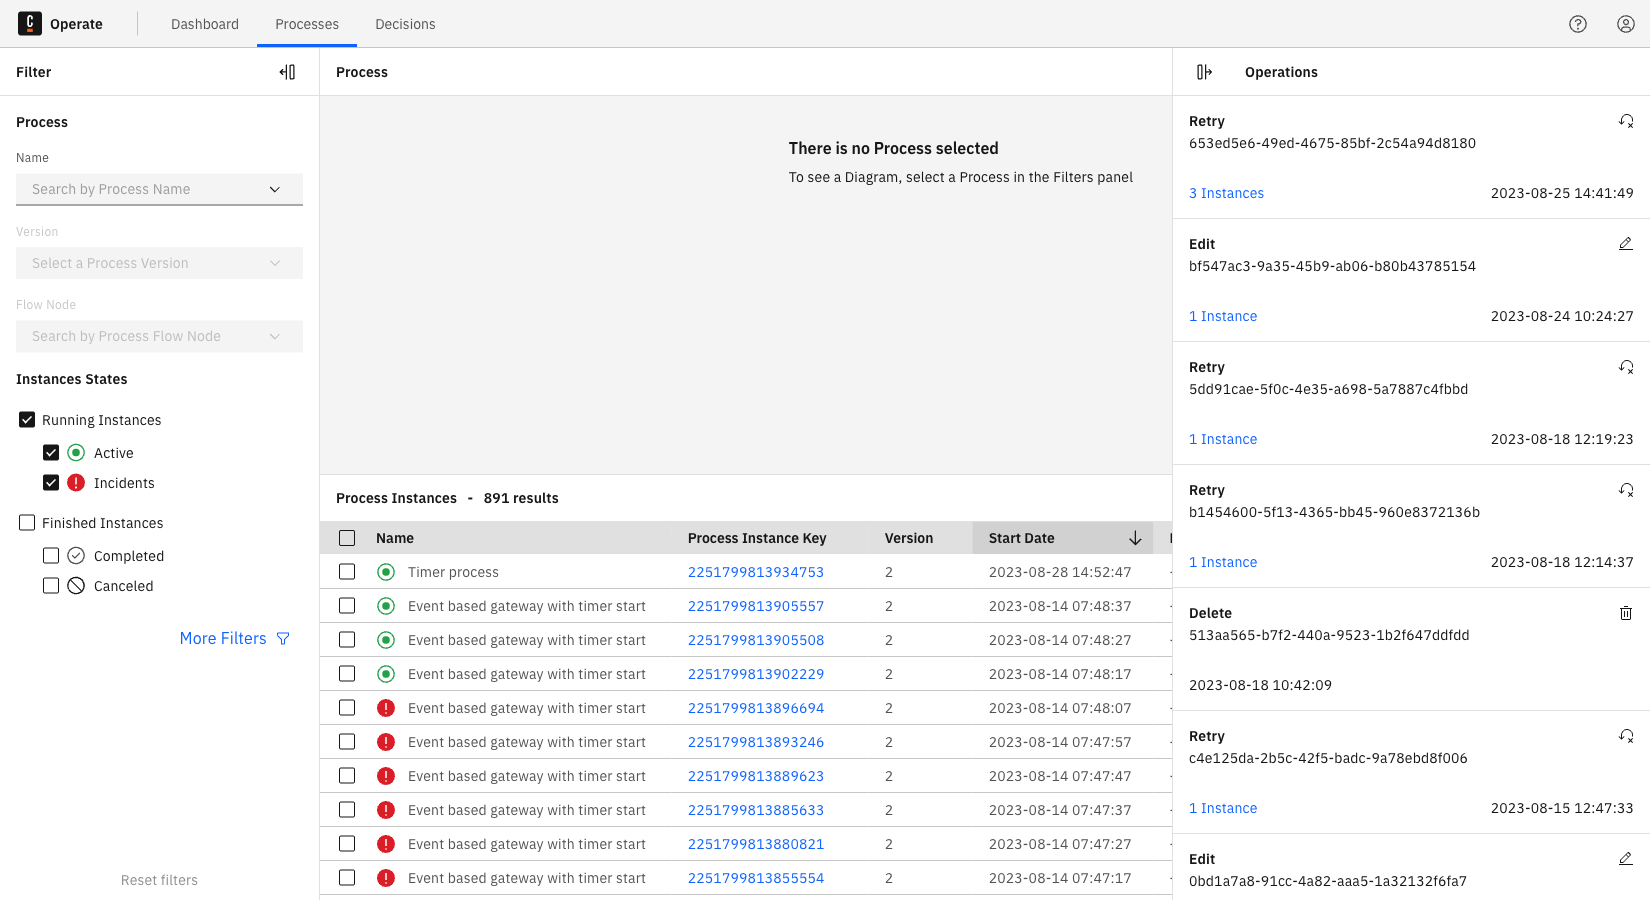 C Operate Dashboard Processes Decisions
Filter
Process
Name
Search by Process Name
Version
Select a Process Version
Flow Node
Search by Process Flow Node
Instances States
Running Instances
Active
Incidents
Finished Instances
Completed
Canceled
More Filters
Reset filters
Process
There is no Process selected
To see a Diagram, select a Process in the Filters panel
Process Instances - 891 results
Name Process Instance Key Version Start Date
Timer process 2251799813934753 2 2023-08-28 14:52:47
Event based gateway with timer start 2251799813905557 2 2023-08-14 07:48:37
Event based gateway with timer start 2251799813905508 2 2023-08-14 07:48:27
Event based gateway with timer start 2251799813902229 2 2023-08-14 07:48:17
Event based gateway with timer start 2251799813896694 2 2023-08-14 07:48:07
Event based gateway with timer start 2251799813893246 2 2023-08-14 07:47:57
Event based gateway with timer start 2251799813889623 2 2023-08-14 07:47:47
Event based gateway with timer start 2251799813885633 2 2023-08-14 07:47:37
Event based gateway with timer start 2251799813880821 2 2023-08-14 07:47:27
Event based gateway with timer start 2251799813855554 2 2023-08-14 07:47:17
Operations
Retry
653ed5e6-49ed-4675-85bf-2c54a94d8180
3 Instances 2023-08-25 14:41:49
Edit
bf547ac3-9a35-45b9-ab06-b80b43785154
1 Instance 2023-08-24 10:24:27
Retry
5dd91cae-5f0c-4e35-a698-5a7887c4fbbd
1 Instance 2023-08-18 12:19:23
Retry
b1454600-5f13-4365-bb45-960e8372136b
1 Instance 2023-08-18 12:14:37
Delete
513aa565-b7f2-440a-9523-1b2f647ddfdd
2023-08-18 10:42:09
Retry
c4e125da-2b5c-42f5-badc-9a78ebd8f006
1 Instance 2023-08-15 12:47:33
Edit
0bd1a7a8-91cc-4a82-aaa5-1a32132f6fa7